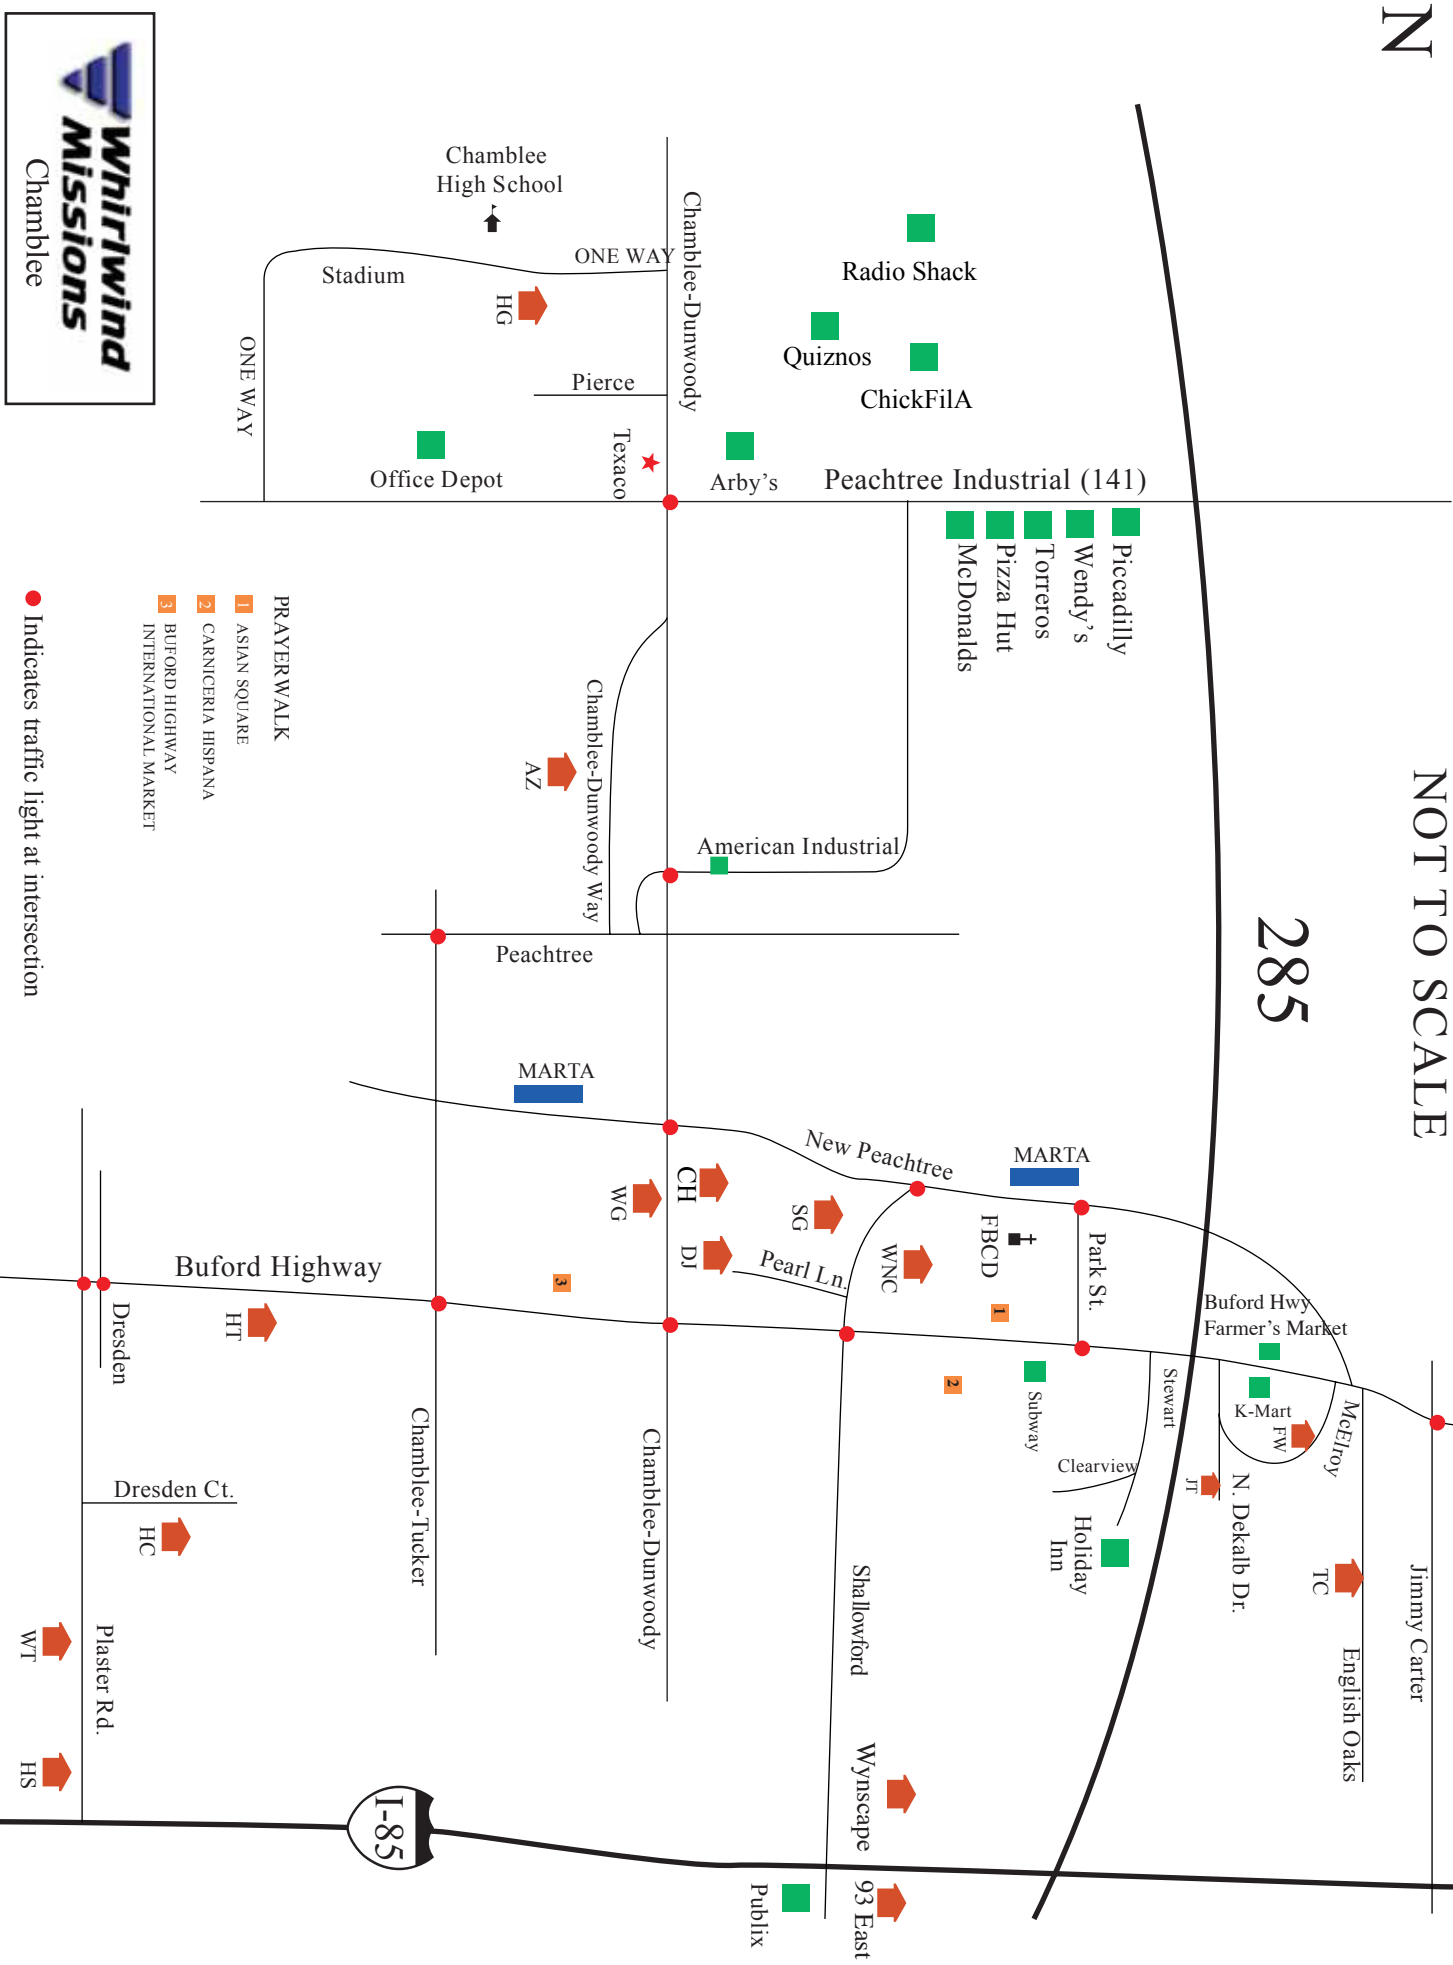 N
NOT TO SCALE
285
Whirlwind
Missions
Chamblee
Chamblee
High School
Stadium
ONE WAY
ONE WAY
HG
Pierce
Chamblee-Dunwoody
Texaco
Office Depot
Radio Shack
Quiznos
ChickFilA
Arby's
Peachtree Industrial (141)
Piccadilly
Wendy's
Torreros
Pizza Hut
McDonalds
PRAYERWALK
1 ASIAN SQUARE
2 CARNICERIA HISPANA
3 BUFORD HIGHWAY
INTERNATIONAL MARKET
Indicates traffic light at intersection
AZ
Chamblee-Dunwoody Way
American Industrial
Peachtree
MARTA
New Peachtree
MARTA
CH
WG
SG
DJ
Pearl Ln.
WNC
FBCD
Park St.
Buford Highway
3
1
2
Buford Hwy
Farmer's Market
K-Mart
FW
McElroy
Subway
Stewart
Clearview
JT
N. Dekalb Dr.
Holiday
Inn
TC
English Oaks
Jimmy Carter
Dresden
HT
Chamblee-Tucker
Chamblee-Dunwoody
Shallowford
Dresden Ct.
HC
WT
Plaster Rd.
HS
I-85
Wynscape
93 East
Publix